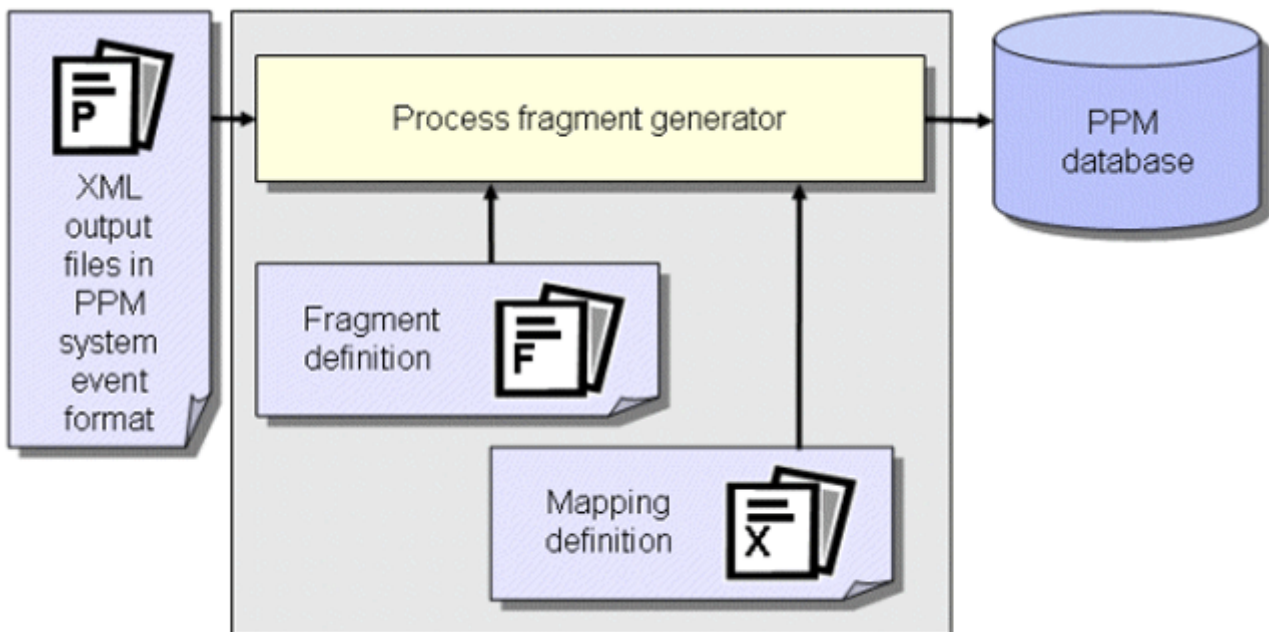 P
XML
output
files in
PPM
system
event
format
Process fragment generator
PPM
database
Fragment
definition
F
Mapping
definition
X